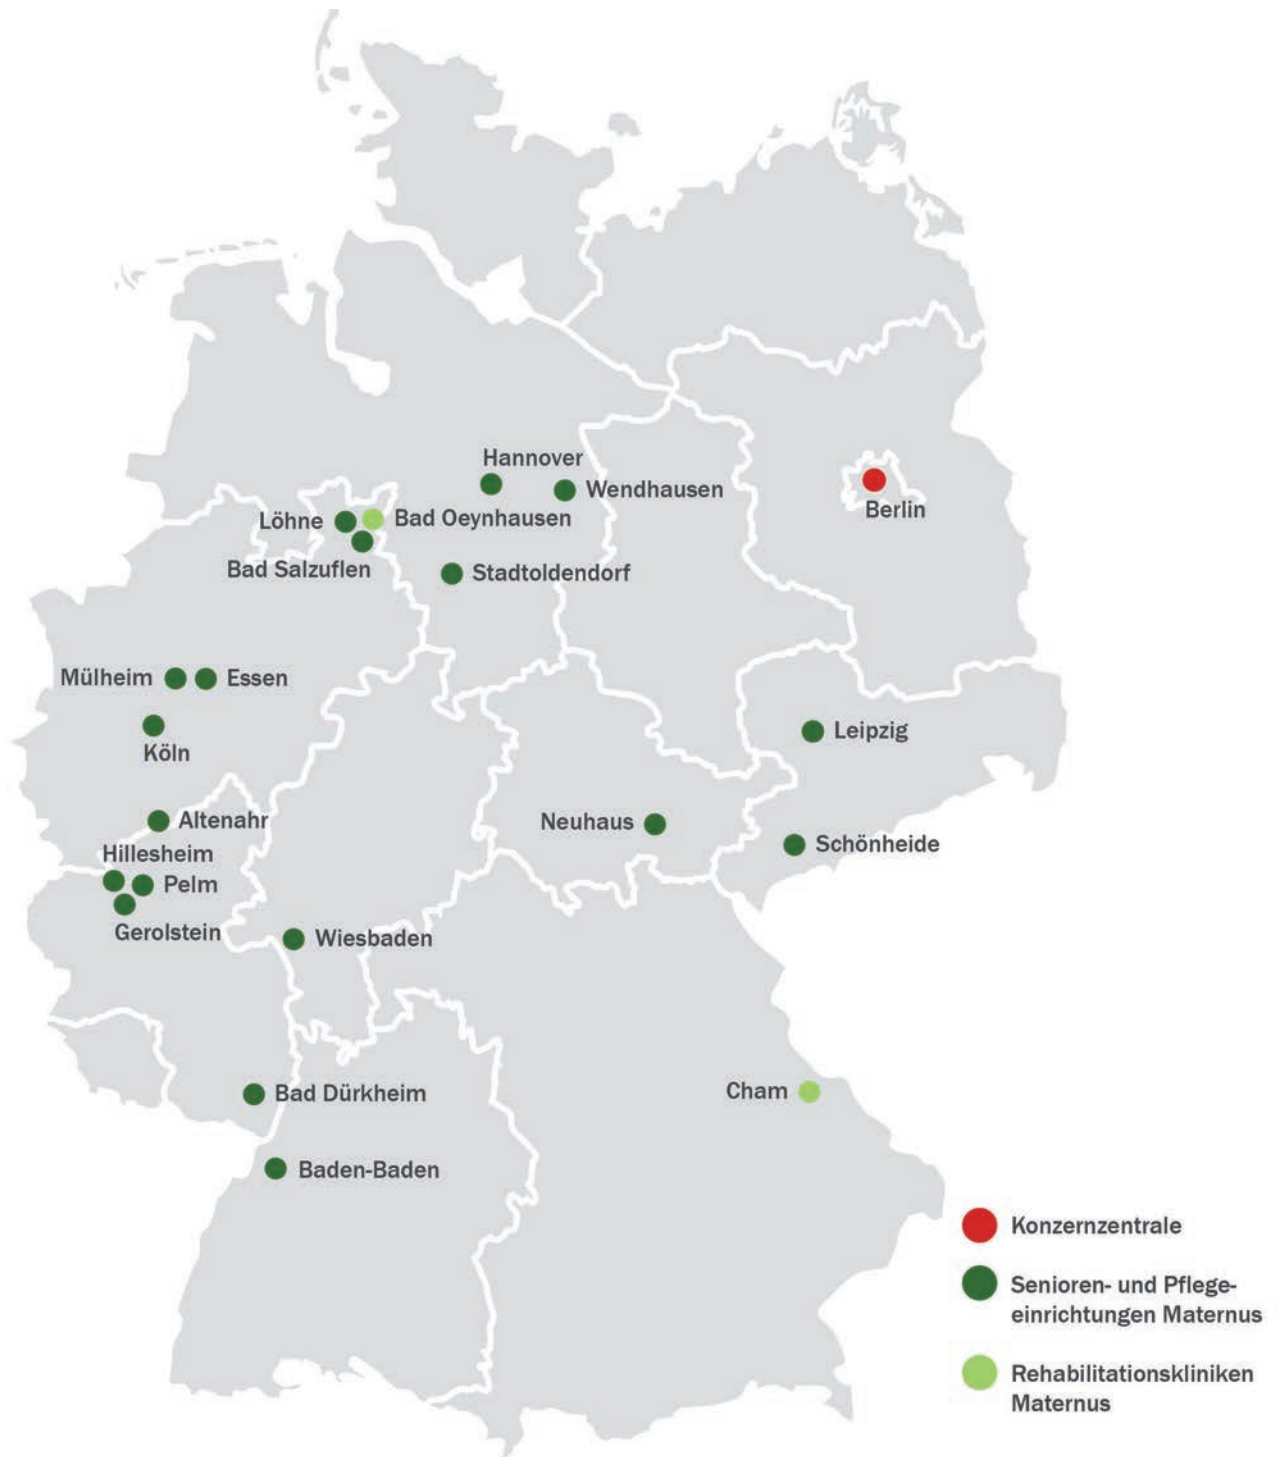 Hannover
Wendhausen
Berlin
Löhne
Bad Oeynhausen
Bad Salzuflen
Stadtoldendorf
Mülheim
Essen
Köln
Leipzig
Altenahr
Neuhaus
Schönheide
Hillesheim
Pelm
Gerolstein
Wiesbaden
Bad Dürkheim
Cham
Baden-Baden
Konzernzentrale
Senioren- und Pflege-
einrichtungen Maternus
Rehabilitationskliniken
Maternus